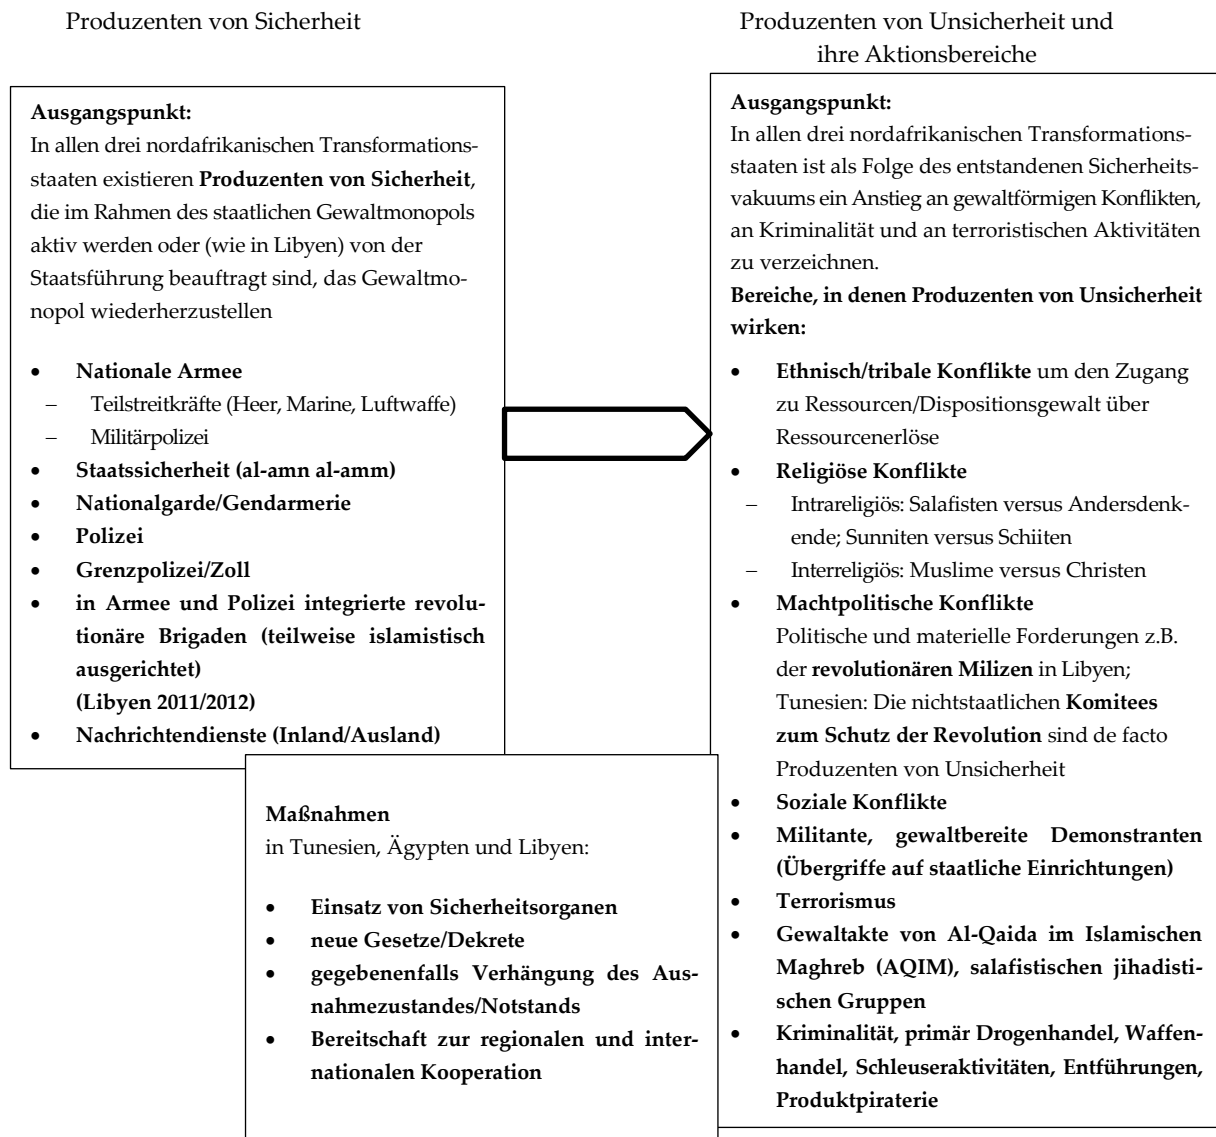 Produzenten von Sicherheit
Ausgangspunkt:
In allen drei nordafrikanischen Transformations-
staaten existieren Produzenten von Sicherheit,
die im Rahmen des staatlichen Gewaltmonopols
aktiv werden oder (wie in Libyen) von der
Staatsführung beauftragt sind, das Gewaltmo-
nopol wiederherzustellen
• Nationale Armee
– Teilstreitkräfte (Heer, Marine, Luftwaffe)
– Militärpolizei
• Staatssicherheit (al-amn al-amm)
• Nationalgarde/Gendarmerie
• Polizei
• Grenzpolizei/Zoll
• in Armee und Polizei integrierte revolu-
tionäre Brigaden (teilweise islamistisch
ausgerichtet)
(Libyen 2011/2012)
• Nachrichtendienste (Inland/Ausland)
Maßnahmen
in Tunesien, Ägypten und Libyen:
• Einsatz von Sicherheitsorganen
• neue Gesetze/Dekrete
• gegebenenfalls Verhängung des Aus-
nahmezustandes/Notstands
• Bereitschaft zur regionalen und inter-
nationalen Kooperation
Produzenten von Unsicherheit und
ihre Aktionsbereiche
Ausgangspunkt:
In allen drei nordafrikanischen Transformations-
staaten ist als Folge des entstandenen Sicherheits-
vakuums ein Anstieg an gewaltförmigen Konflikten,
an Kriminalität und an terroristischen Aktivitäten
zu verzeichnen.
Bereiche, in denen Produzenten von Unsicherheit
wirken:
• Ethnisch/tribale Konflikte um den Zugang
zu Ressourcen/Dispositionsgewalt über
Ressourcenerlöse
• Religiöse Konflikte
– Intrareligiös: Salafisten versus Andersdenk-
ende; Sunniten versus Schiiten
– Interreligiös: Muslime versus Christen
• Machtpolitische Konflikte
Politische und materielle Forderungen z.B.
der revolutionären Milizen in Libyen;
Tunesien: Die nichtstaatlichen Komitees
zum Schutz der Revolution sind de facto
Produzenten von Unsicherheit
• Soziale Konflikte
• Militante, gewaltbereite Demonstranten
(Übergriffe auf staatliche Einrichtungen)
• Terrorismus
• Gewaltakte von Al-Qaida im Islamischen
Maghreb (AQIM), salafistischen jihadisti-
schen Gruppen
• Kriminalität, primär Drogenhandel, Waffen-
handel, Schleuseraktivitäten, Entführungen,
Produktpiraterie